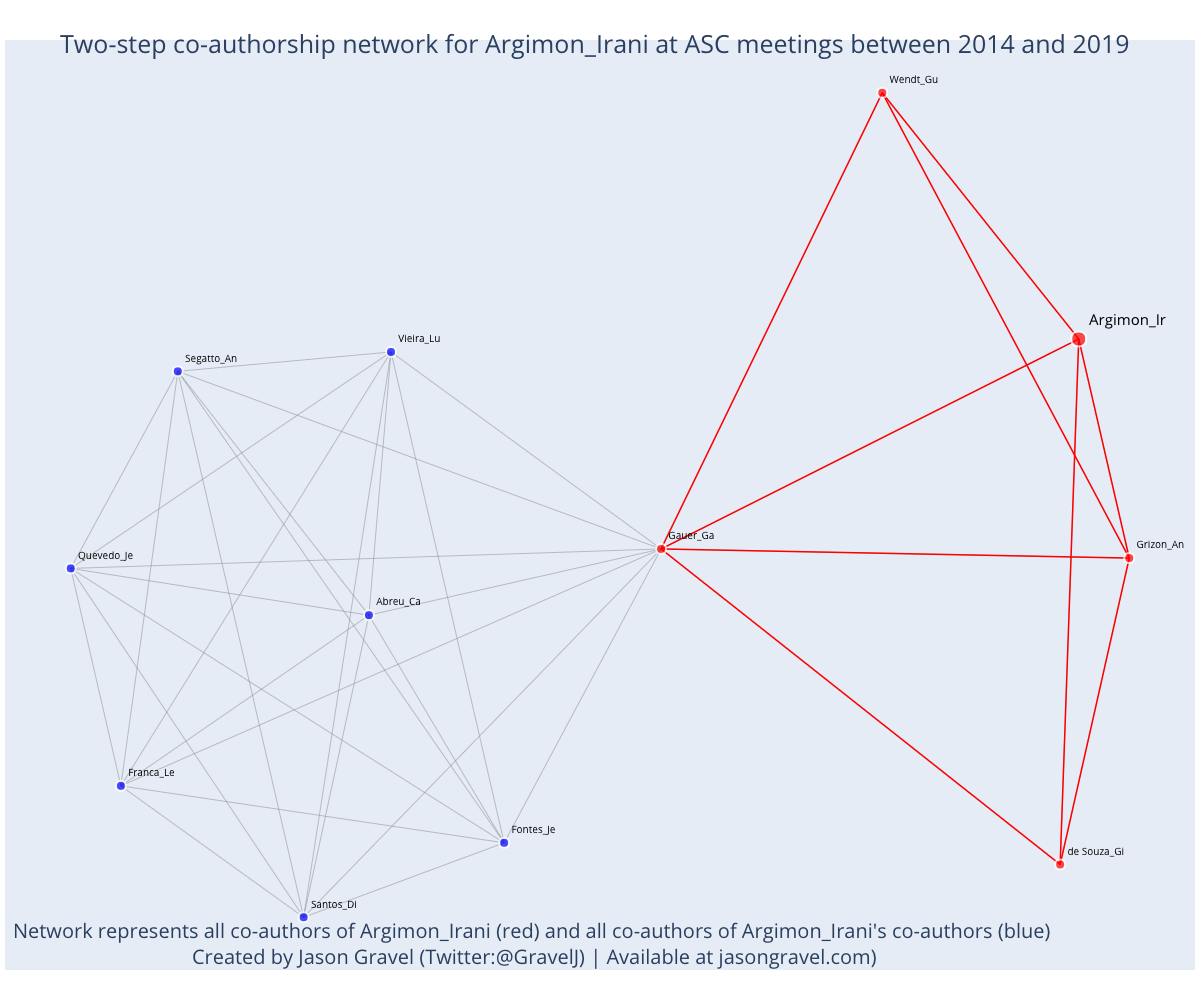 Two-step co-authorship network for Argimon_Irani at ASC meetings between 2014 and 2019
Wendt_Gu
Argimon_Ir
Vieira_Lu
Segatto_An
Gauer_Ga
Grizon_An
Quevedo_Je
Abreu_Ca
Franca_Le
Fontes_Je
de Souza_Gi
Santos_Di
Network represents all co-authors of Argimon_Irani (red) and all co-authors of Argimon_Irani's co-authors (blue)
Created by Jason Gravel (Twitter:@GravelJ) | Available at jasongravel.com)